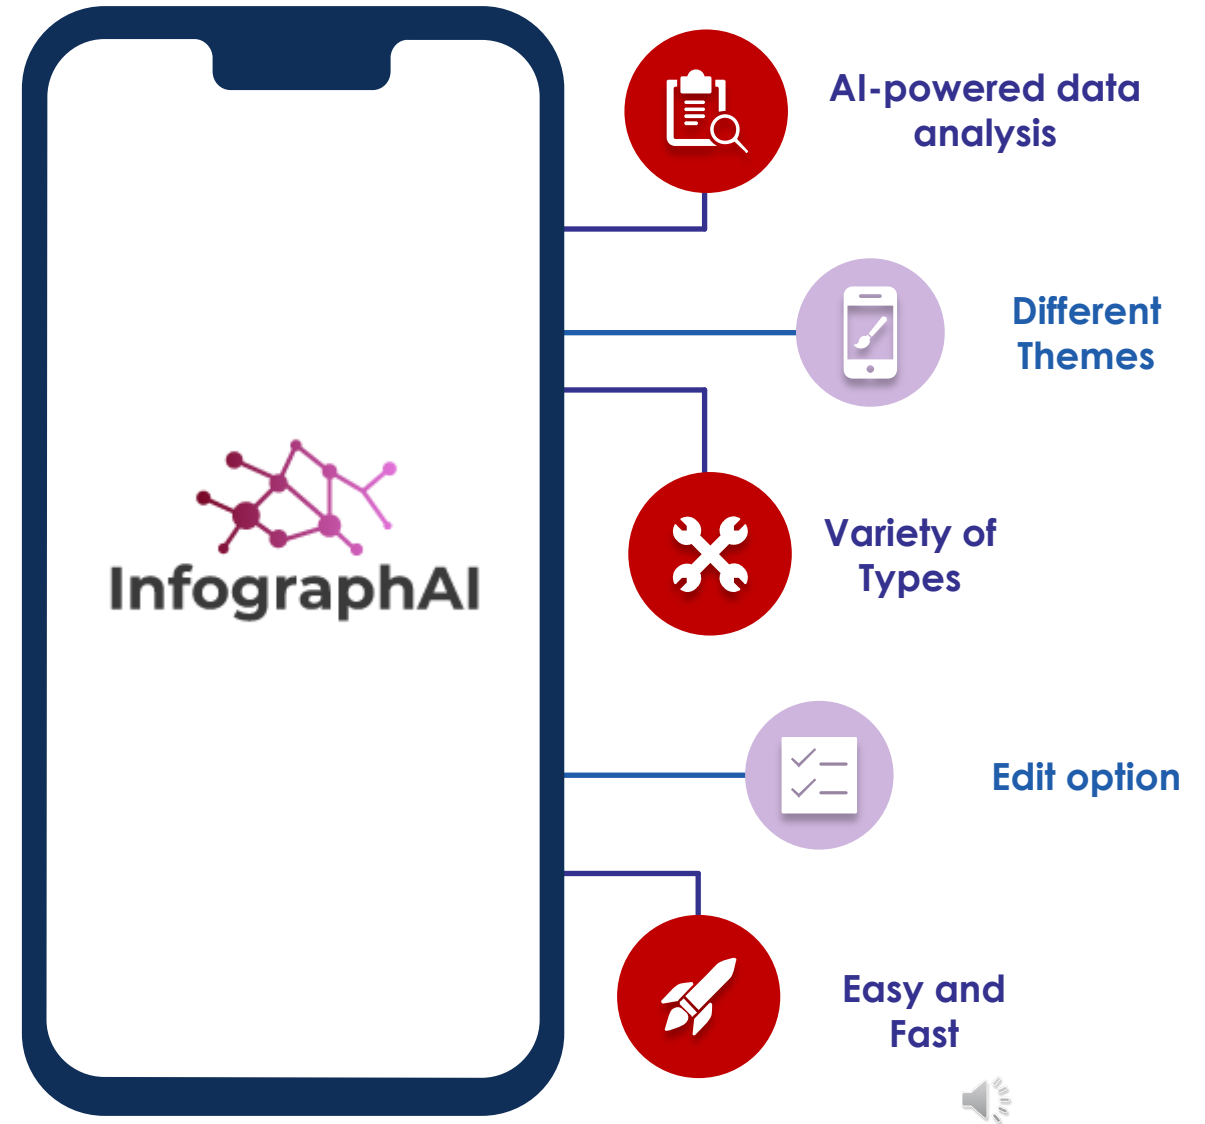 AI-powered data
analysis
Different
Themes
InfographAI
Variety of
Types
Edit option
Easy and
Fast